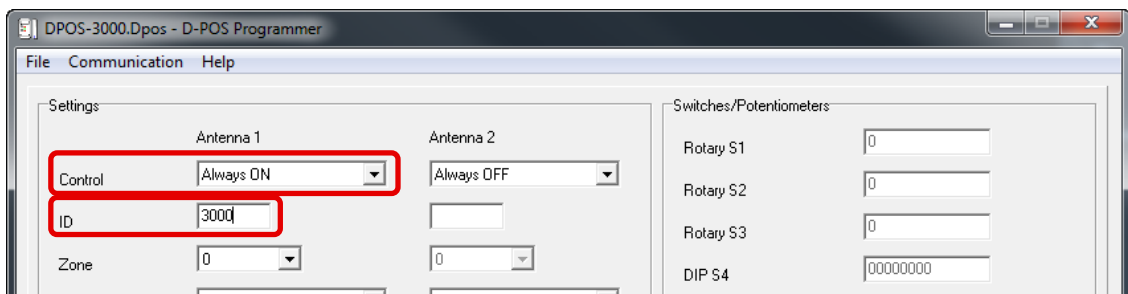 DPOS-3000.Dpos - D-POS Programmer
File Communication Help
Settings
Antenna 1 Antenna 2
Control Always ON Always OFF
ID 3000
Zone 0 0
Switches/Potentiometers
Rotary S1 0
Rotary S2 0
Rotary S3 0
DIP S4 00000000